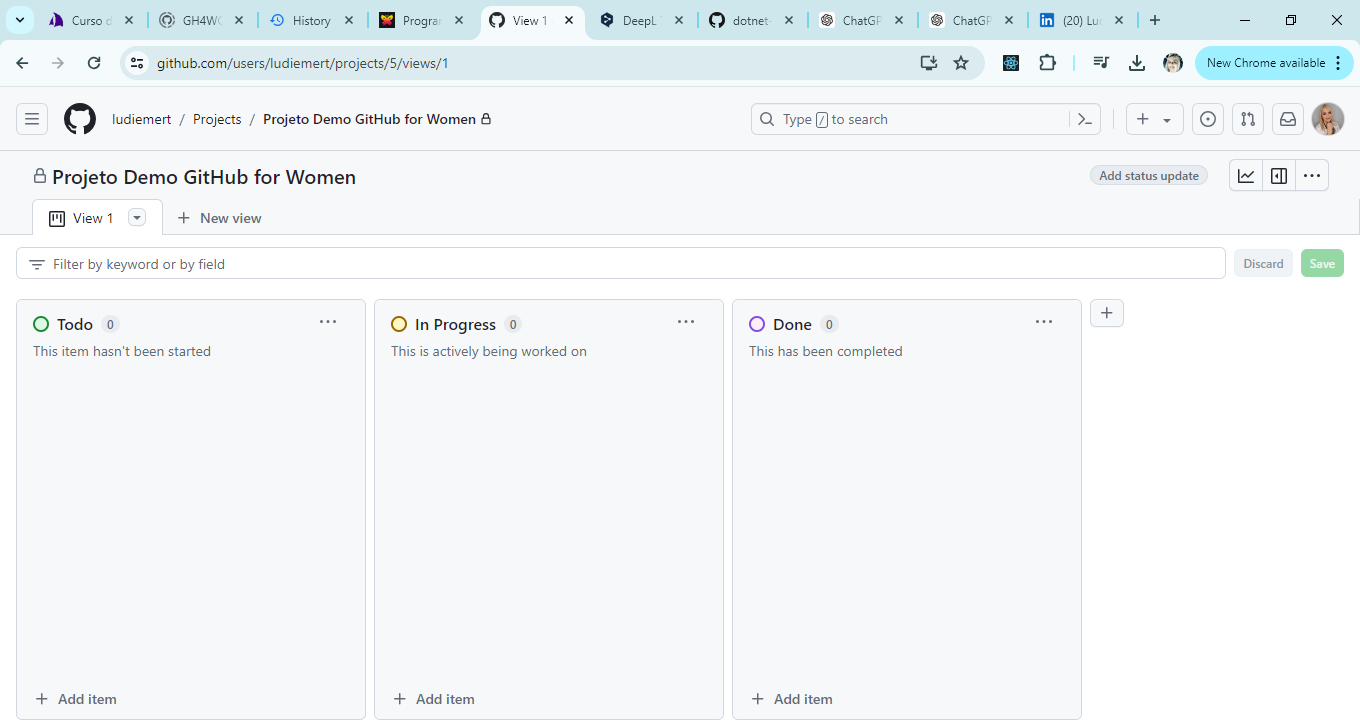 Curso d
GH4WC
History
Program
View 1
DeepL T
dotnet-
ChatGP
ChatGP
(20) Lu
github.com/users/ludiemert/projects/5/views/1
New Chrome available
ludiemert / Projects / Projeto Demo GitHub for Women
Type / to search
Projeto Demo GitHub for Women
Add status update
View 1
New view
Filter by keyword or by field
Discard
Save
Todo 0
This item hasn't been started
In Progress 0
This is actively being worked on
Done 0
This has been completed
+ Add item
+ Add item
+ Add item